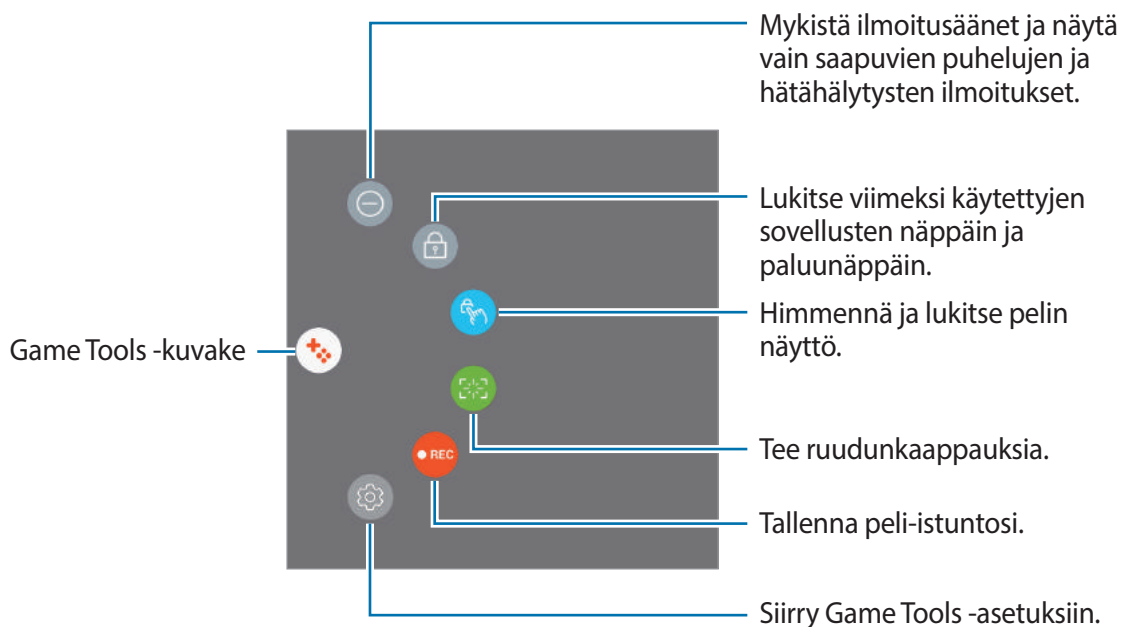 Mykistä ilmoitusäänet ja näytä
vain saapuvien puhelujen ja
hätähälytysten ilmoitukset.
Lukitse viimeksi käytettyjen
sovellusten näppäin ja
paluunäppäin.
Himmennä ja lukitse pelin
näyttö.
Game Tools -kuvake
Tee ruudunkaappauksia.
REC
Tallenna peli-istuntosi.
Siirry Game Tools -asetuksiin.